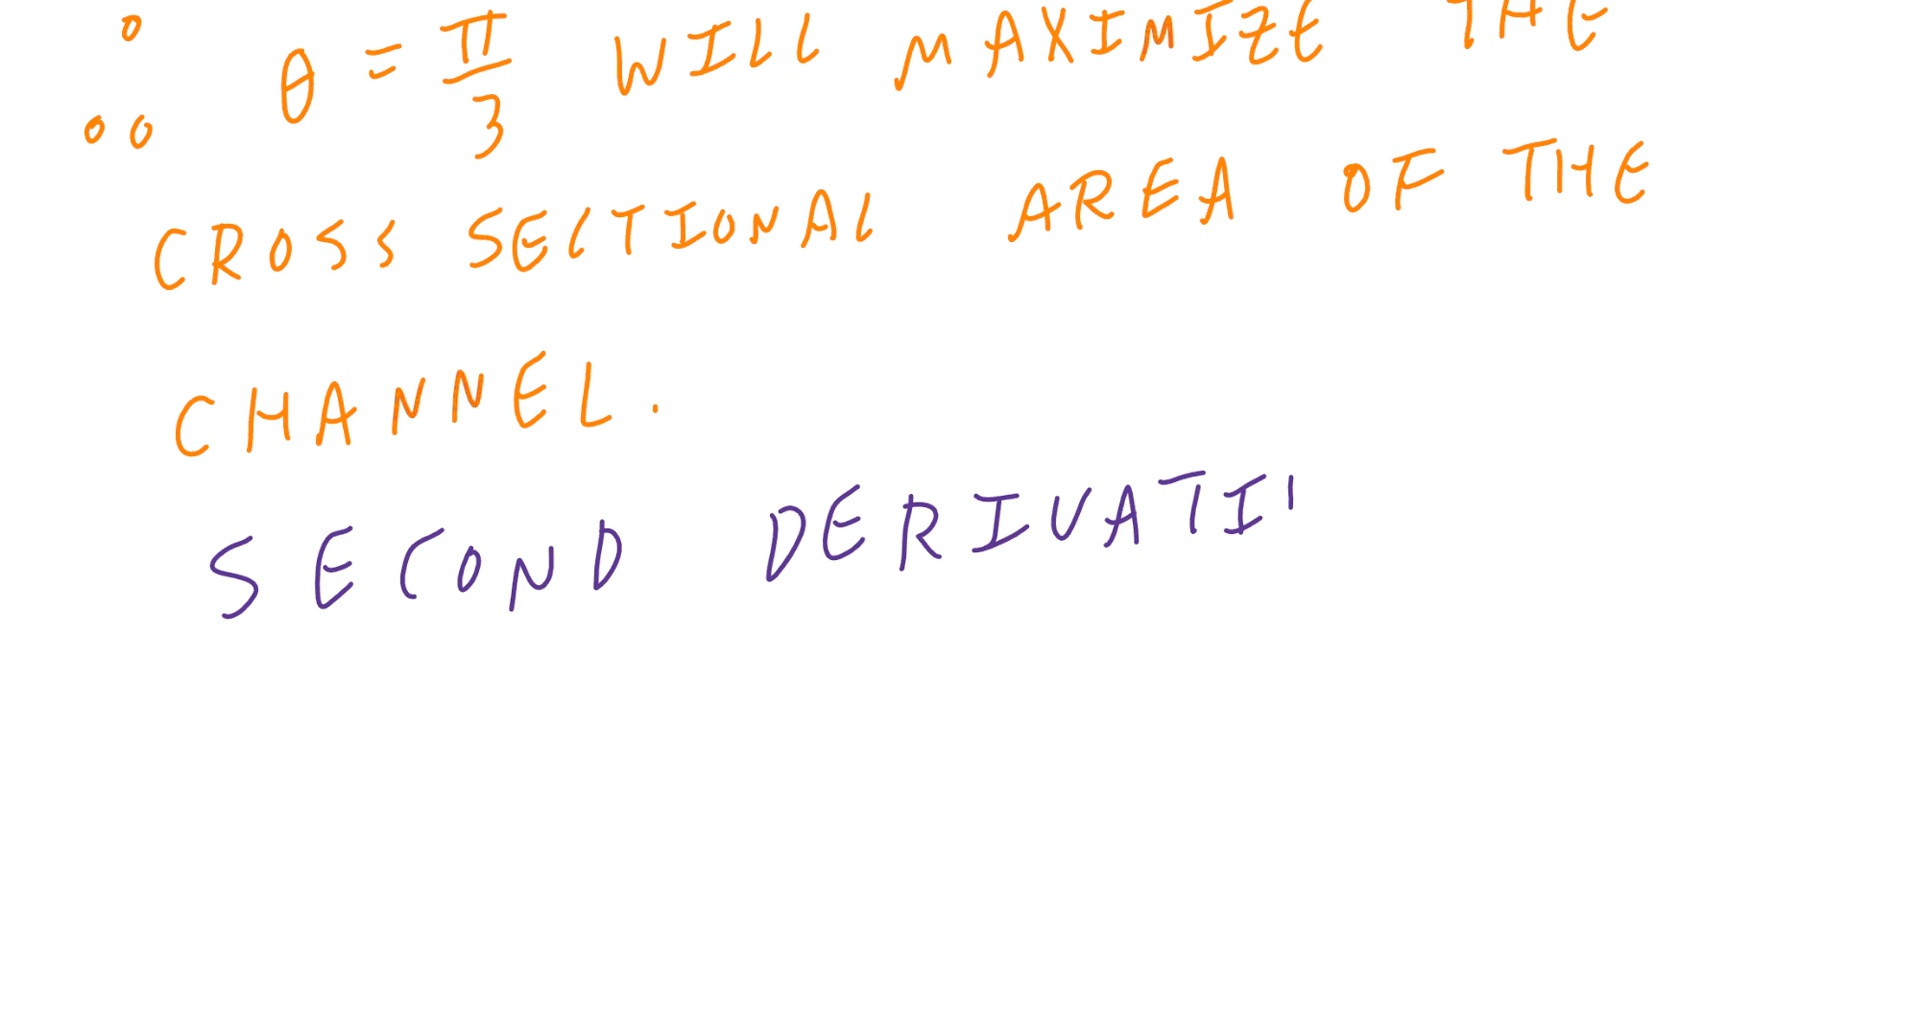 ∴ θ = π/3 WILL MAXIMIZE THE
CROSS SECTIONAL AREA OF THE
CHANNEL.
SECOND DERIVATI